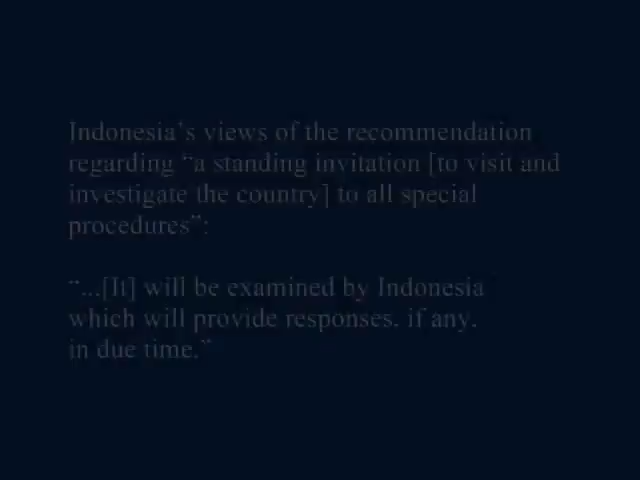 Indonesia's views of the recommendation
regarding “a standing invitation [to visit and
investigate the country] to all special
procedures”:
“...[It] will be examined by Indonesia
which will provide responses, if any,
in due time.”